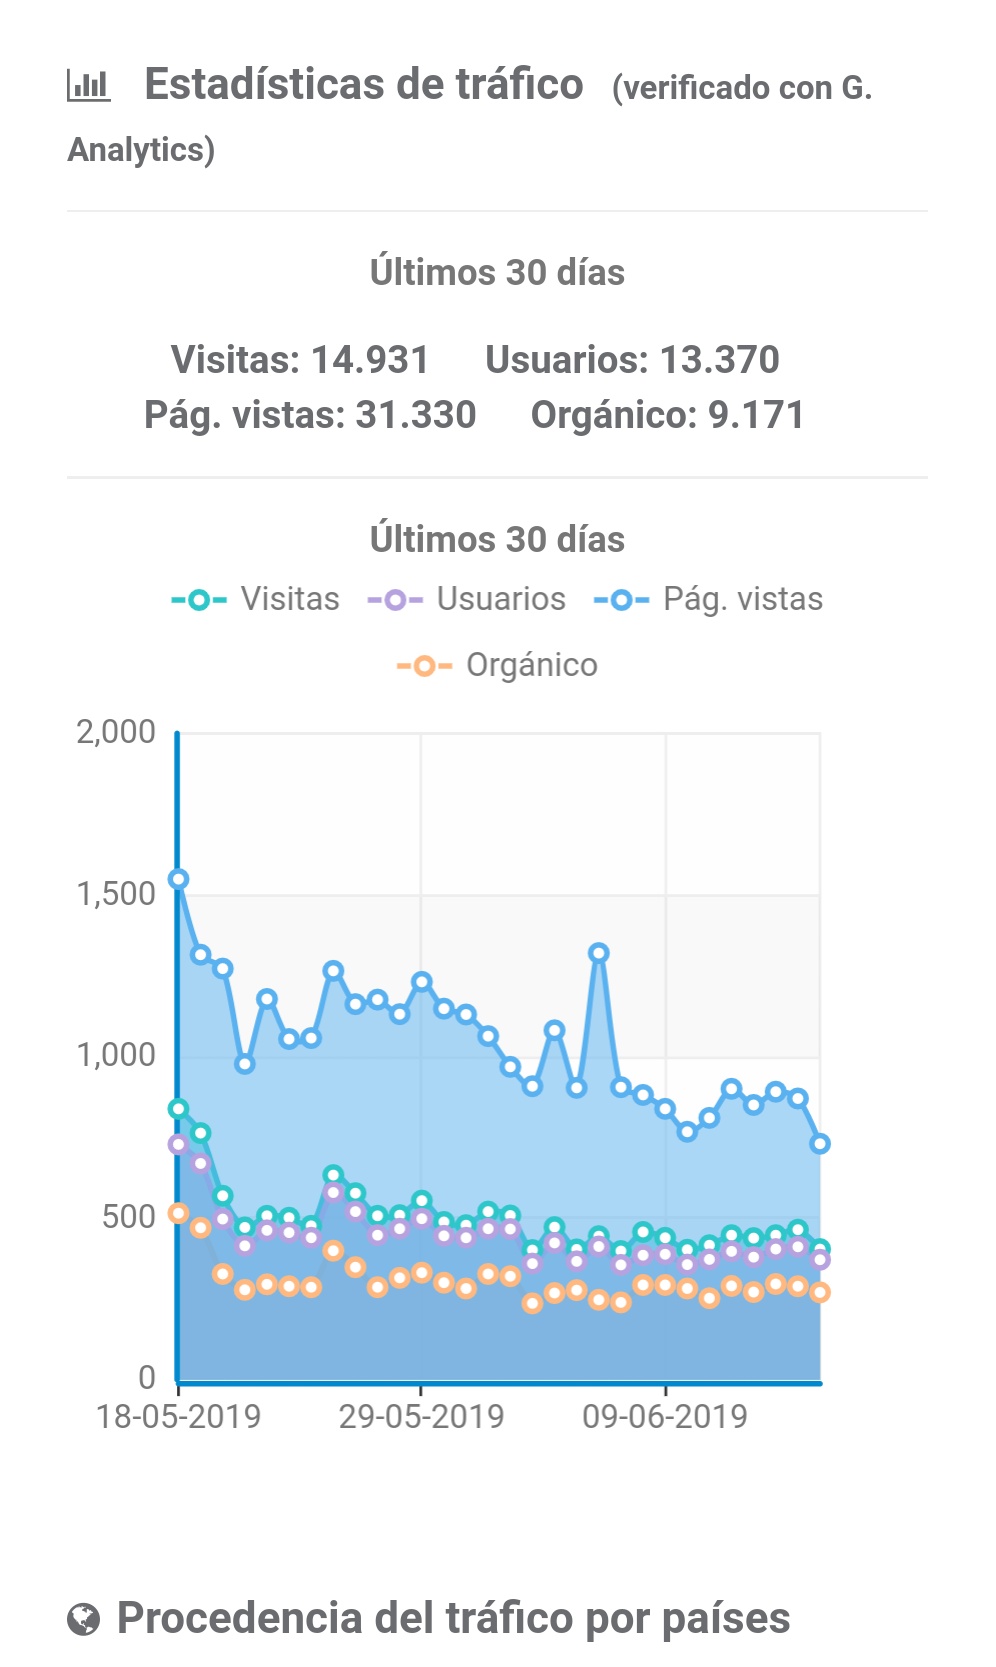 Estadísticas de tráfico (verificado con G.
Analytics)
Últimos 30 días
Visitas: 14.931 Usuarios: 13.370
Pág. vistas: 31.330 Orgánico: 9.171
Últimos 30 días
Visitas Usuarios Pág. vistas
Orgánico
2,000
1,500
1,000
500
0
18-05-2019 29-05-2019 09-06-2019
Procedencia del tráfico por países